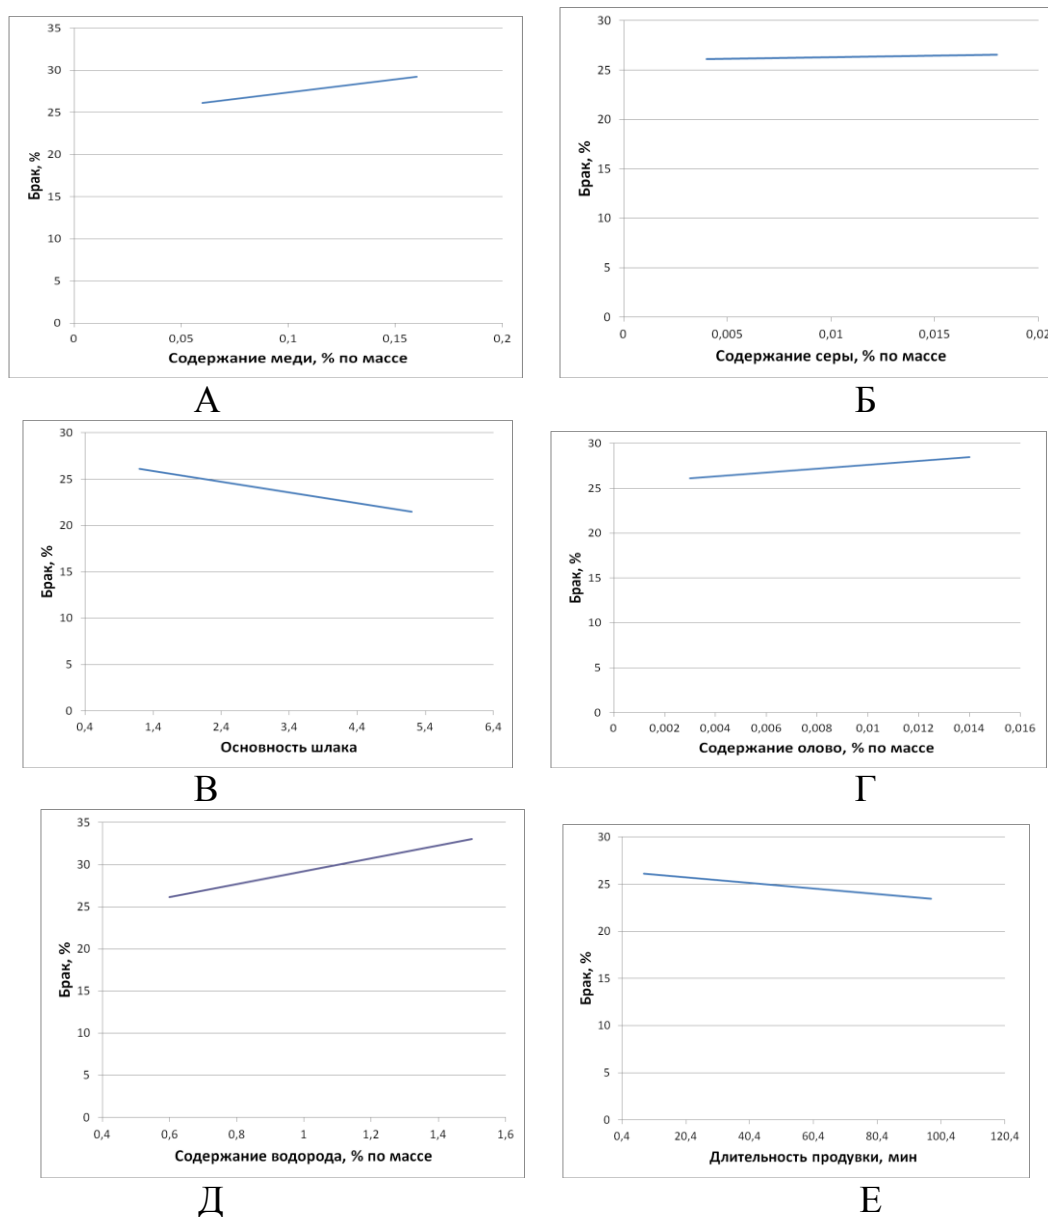 35
30
25
20
15
10
5
0
Брак, %
0 0,05 0,1 0,15 0,2
Содержание меди, % по массе
А
30
25
20
15
10
5
0
Брак, %
0 0,005 0,01 0,015 0,02
Содержание серы, % по массе
Б
30
25
20
15
10
5
0
Брак, %
0,4 1,4 2,4 3,4 4,4 5,4 6,4
Основность шлака
В
30
25
20
15
10
5
0
Брак, %
0 0,002 0,004 0,006 0,008 0,01 0,012 0,014 0,016
Содержание олово, % по массе
Г
35
30
25
20
15
10
5
0
Брак, %
0,4 0,6 0,8 1 1,2 1,4 1,6
Содержание водорода, % по массе
Д
30
25
20
15
10
5
0
Брак, %
0,4 20,4 40,4 60,4 80,4 100,4 120,4
Длительность продувки, мин
Е